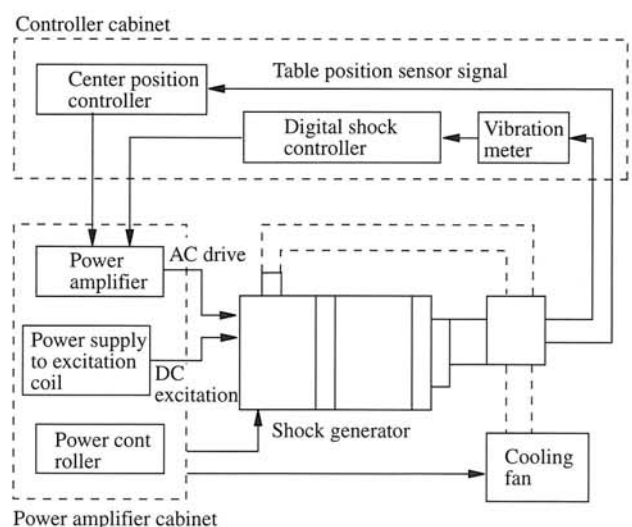 Controller cabinet
Center position
controller
Table position sensor signal
Digital shock
controller
Vibration
meter
Power
amplifier
AC drive
Power supply
to excitation
coil
DC
excitation
Power cont
roller
Shock generator
Cooling
fan
Power amplifier cabinet